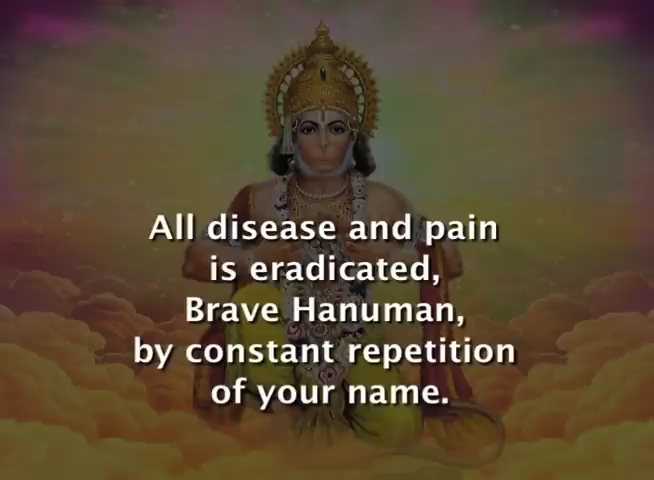 All disease and pain
is eradicated,
Brave Hanuman,
by constant repetition
of your name.